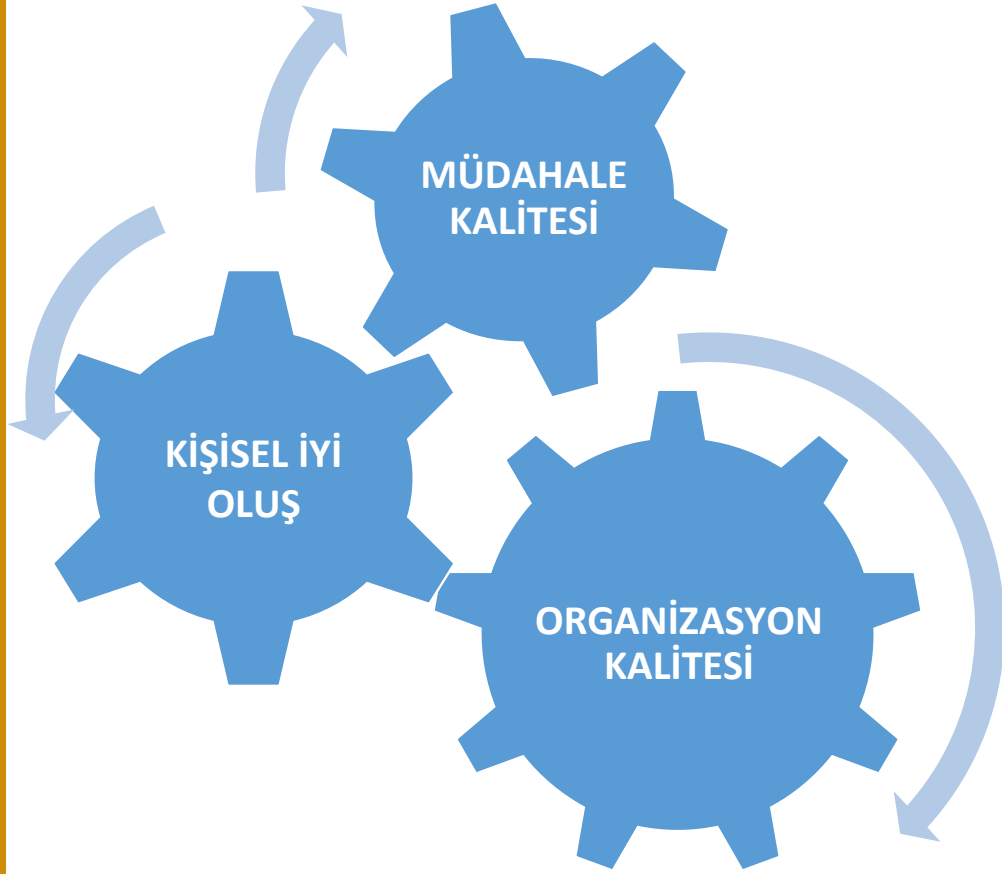 MÜDAHALE
KALİTESİ
KİŞİSEL İYİ
OLUŞ
ORGANİZASYON
KALİTESİ